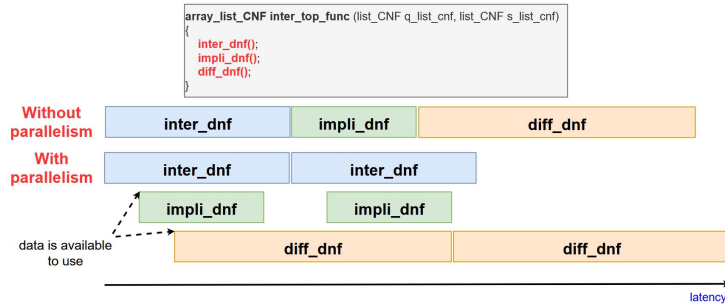 array_list_CNF inter_top_func (list_CNF q_list_cnf, list_CNF s_list_cnf)
{
inter_dnf();
impli_dnf();
diff_dnf();
}
Without
parallelism
inter_dnf
impli_dnf
diff_dnf
With
parallelism
inter_dnf
inter_dnf
impli_dnf
impli_dnf
data is available
to use
diff_dnf
diff_dnf
latency